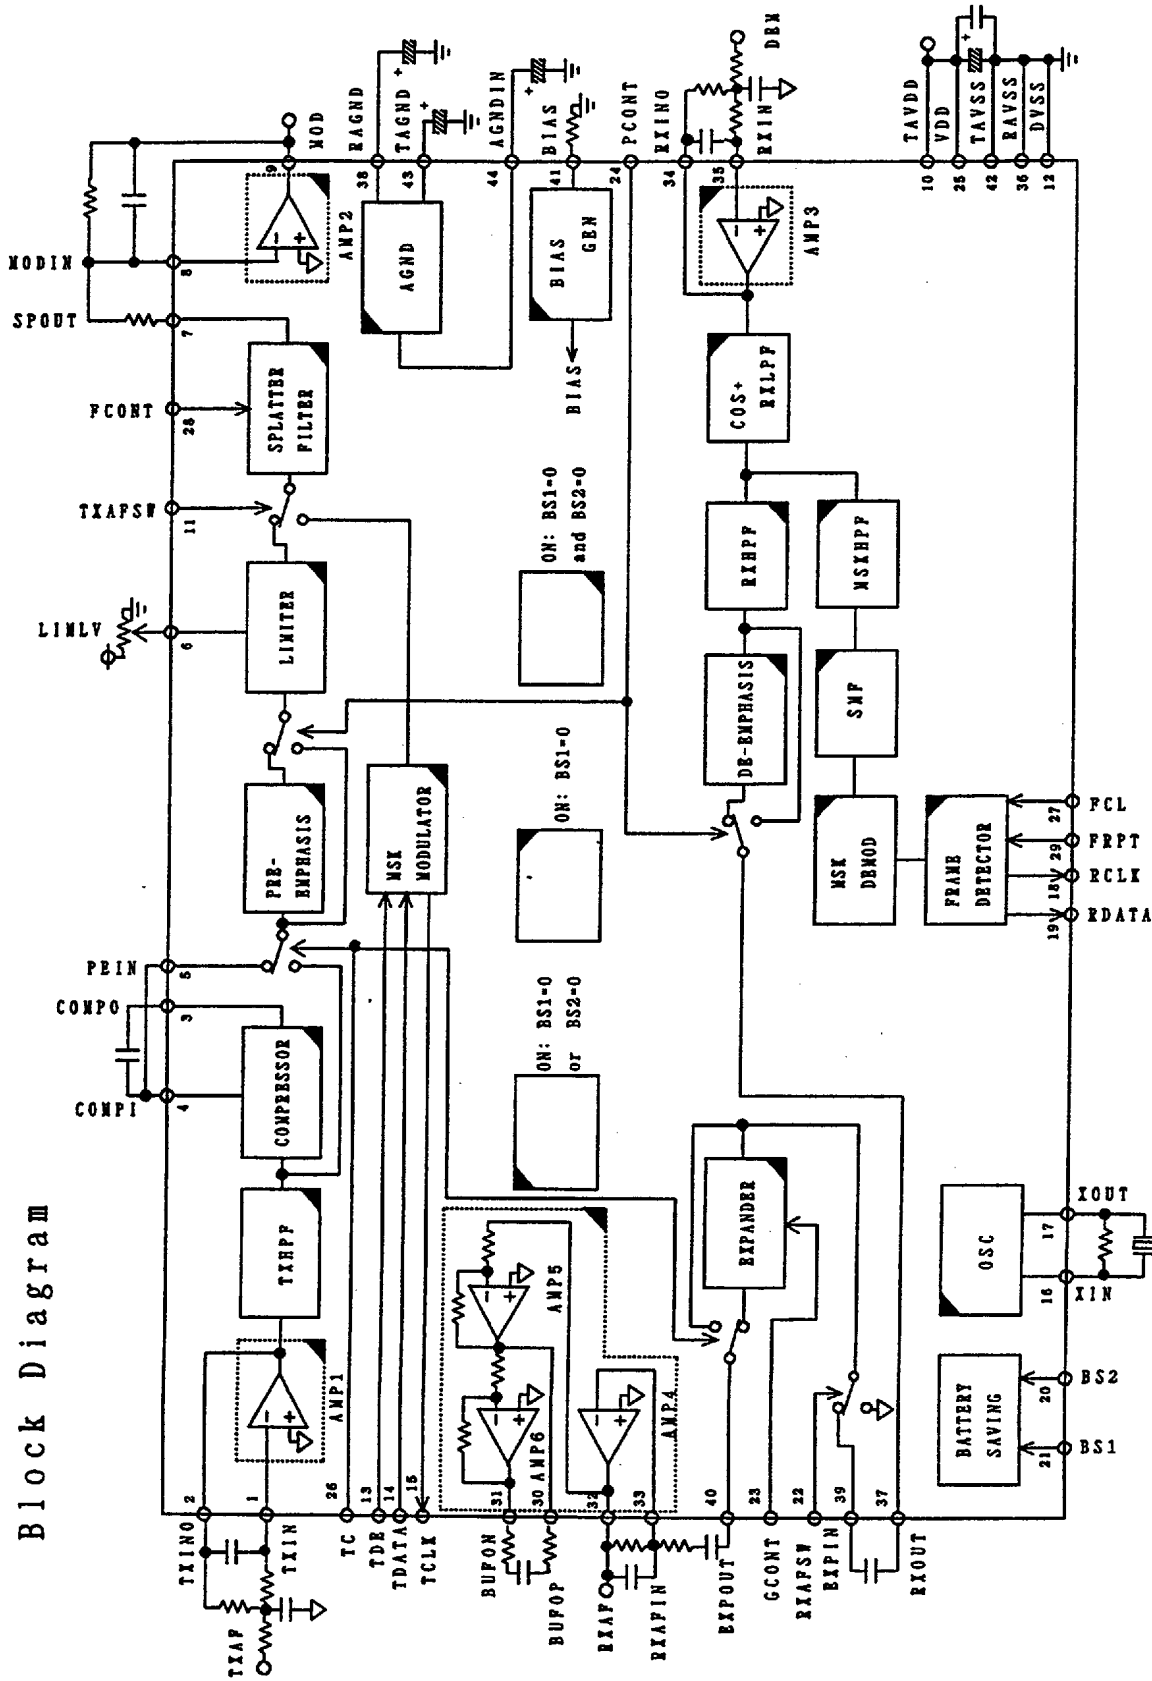 Block Diagram
TXAF
TXINO
2
TXIN
1
AMP1
TXHPF
COMPRESSOR
COMPI
4
COMPO
3
PEIN
5
PRE-
EMPHASIS
LIMITER
LIMLV
6
TXAFSW
11
SPLATTER
FILTER
FCONT
28
SPOUT
7
MODIN
8
AMP2
9
MOD
TC
26
TDE
13
TDATA
14
TCLK
15
MSK
MODULATOR
AGND
38
RAGND
43
TAGND
44
AGNDIN
BIAS
BIAS
GEN
41
BIAS
24
PCONT
ON: BS1=0
or BS2=0
ON: BS1=0
ON: BS1=0
and BS2=0
BUFON
31
AMP6
BUFOP
30
AMP5
RXAF
32
RXAFIN
33
AMP4
EXPOUT
40
GCONT
23
RXAFSW
22
EXPIN
39
RXOUT
37
EXPANDER
DE-EMPHASIS
RXHPF
COS+
RXLPF
AMP3
34
RXINO
35
RXIN
DEM
MSK
DEMOD
SMF
MSKHPF
FRAME
DETECTOR
19
RDATA
18
RCLK
29
FRPT
27
FCL
BATTERY
SAVING
21
BS1
20
BS2
OSC
16
XIN
17
XOUT
10
TAVDD
25
VDD
42
TAVSS
36
RAVSS
12
DVSS